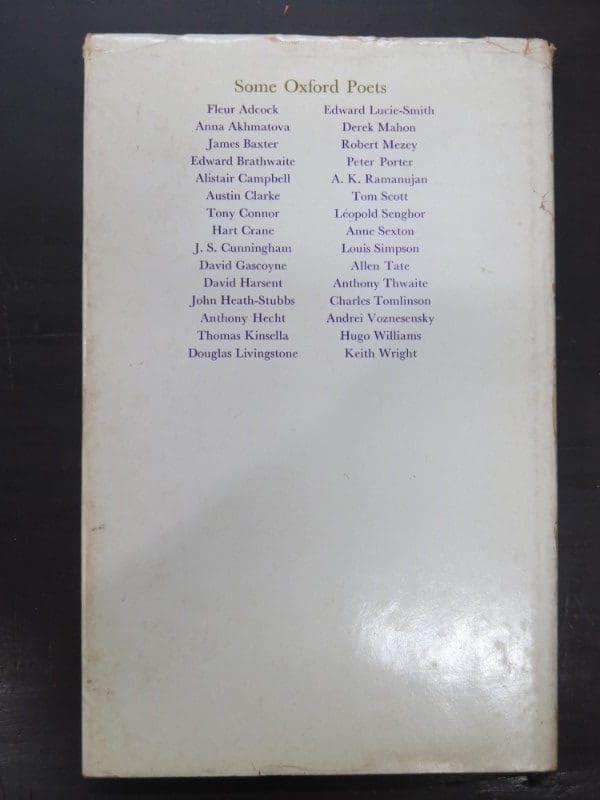 Some Oxford Poets
Fleur Adcock
Anna Akhmatova
James Baxter
Edward Brathwaite
Alistair Campbell
Austin Clarke
Tony Connor
Hart Crane
J. S. Cunningham
David Gascoyne
David Harsent
John Heath-Stubbs
Anthony Hecht
Thomas Kinsella
Douglas Livingstone
Edward Lucie-Smith
Derek Mahon
Robert Mezey
Peter Porter
A. K. Ramanujan
Tom Scott
Léopold Senghor
Anne Sexton
Louis Simpson
Allen Tate
Anthony Thwaite
Charles Tomlinson
Andrei Voznesensky
Hugo Williams
Keith Wright